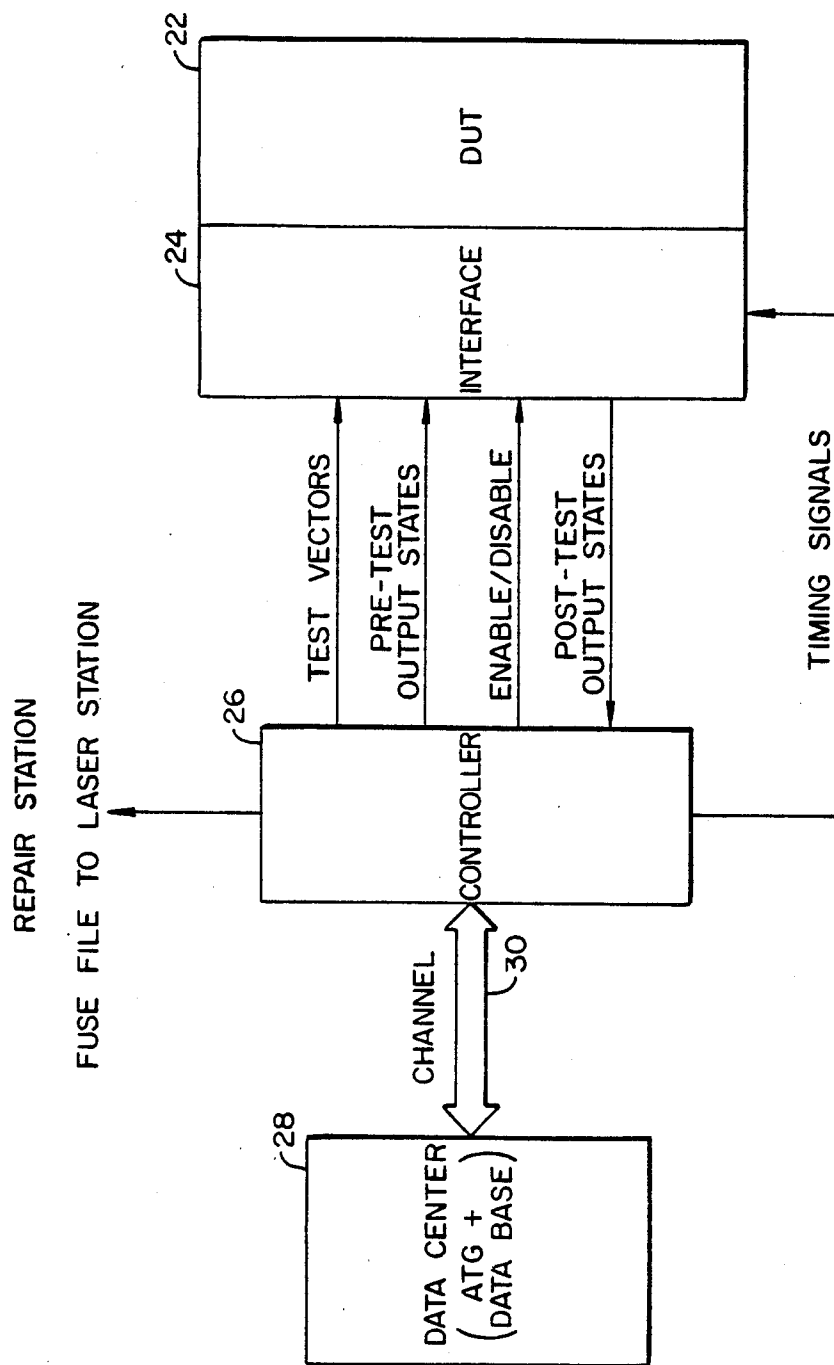 REPAIR STATION
FUSE FILE TO LASER STATION
28
DATA CENTER
( ATG +
DATA BASE )
CHANNEL
30
26
CONTROLLER
TEST VECTORS
PRE-TEST
OUTPUT STATES
ENABLE/DISABLE
POST-TEST
OUTPUT STATES
24
INTERFACE
22
DUT
TIMING SIGNALS